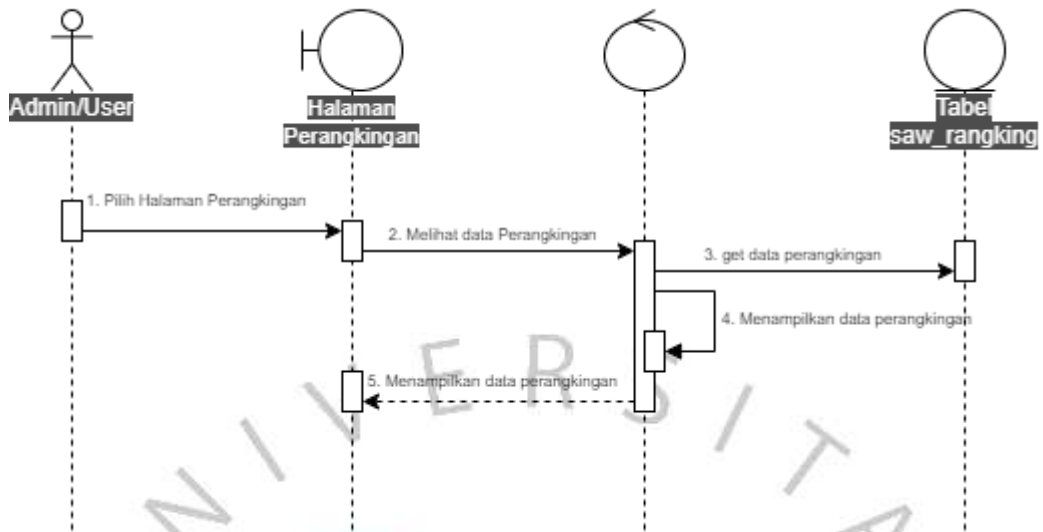 Admin/User
Halaman
Perangkingan
Tabel
saw_rangking
1. Pilih Halaman Perangkingan
2. Melihat data Perangkingan
3. get data perangkingan
4. Menampilkan data perangkingan
5. Menampilkan data perangkingan
N I V E R S I T A